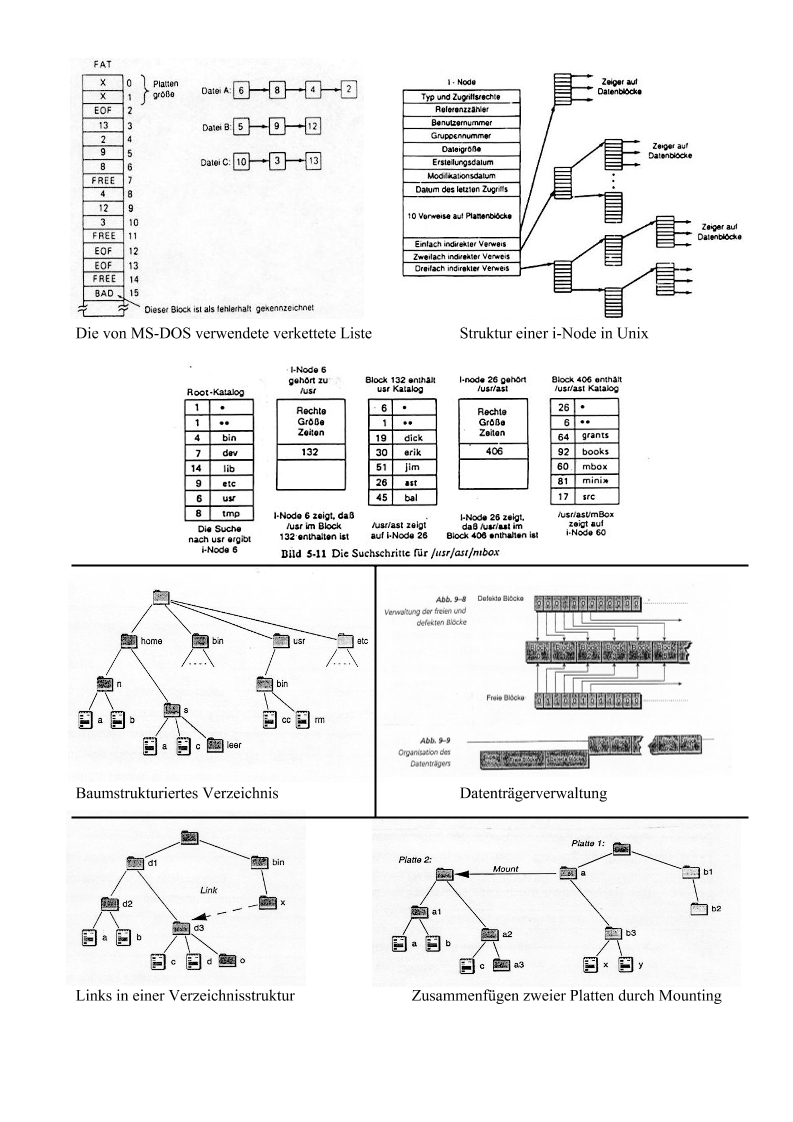 FAT
X 0
X 1
Platten
größe
EOF 2
13 3
2 4
9 5
8 6
FREE 7
4 8
12 9
3 10
FREE 11
EOF 12
EOF 13
FREE 14
BAD 15
Dieser Block ist als fehlerhaft gekennzeichnet
Datei A: 6 8 4 2
Datei B: 5 9 12
Datei C: 10 3 13
Die von MS-DOS verwendete verkettete Liste
I - Node
Typ und Zugriffsrechte
Referenzzähler
Benutzernummer
Gruppennummer
Dateigröße
Erstellungsdatum
Modifikationsdatum
Datum des letzten Zugriffs
10 Verweise auf Plattenblöcke
Einfach indirekter Verweis
Zweifach indirekter Verweis
Dreifach indirekter Verweis
Zeiger auf
Datenblöcke
Zeiger auf
Datenblöcke
Zeiger auf
Datenblöcke
Struktur einer i-Node in Unix
Root-Katalog
1 •
1 ••
4 bin
7 dev
14 lib
9 etc
6 usr
8 tmp
Die Suche
nach usr ergibt
i-Node 6
I-Node 6
gehört zu
/usr
Rechte
Größe
Zeiten
132
I-Node 6 zeigt, daß
/usr im Block
132 enthalten ist
Block 132 enthält
usr Katalog
6 •
1 ••
19 dick
30 erik
51 jim
26 ast
45 bal
/usr/ast zeigt
auf i-Node 26
I-node 26 gehört
/usr/ast
Rechte
Größe
Zeiten
406
I-Node 26 zeigt,
daß /usr/ast im
Block 406 enthalten ist
Block 406 enthält
/usr/ast Katalog
26 •
6 ••
64 grants
92 books
60 mbox
81 minix
17 src
/usr/ast/mBox
zeigt auf
i-Node 60
Bild 5-11 Die Suchschritte für /usr/ast/mbox
home
bin
usr
etc
n
s
bin
a
b
a
c
leer
cc
rm
Baumstrukturiertes Verzeichnis
Abb. 9–8
Verwaltung der freien und
defekten Blöcke
Defekte Blöcke
Block Block Block Block Block Block
Freie Blöcke
Abb. 9–9
Organisation des
Datenträgers
Datenträgerverwaltung
d1
bin
Link
d2
x
d3
a
b
c
d
o
Links in einer Verzeichnisstruktur
Platte 1:
Platte 2:
Mount
a
b1
b2
a1
a2
b3
a
b
c
a3
x
y
Zusammenfügen zweier Platten durch Mounting